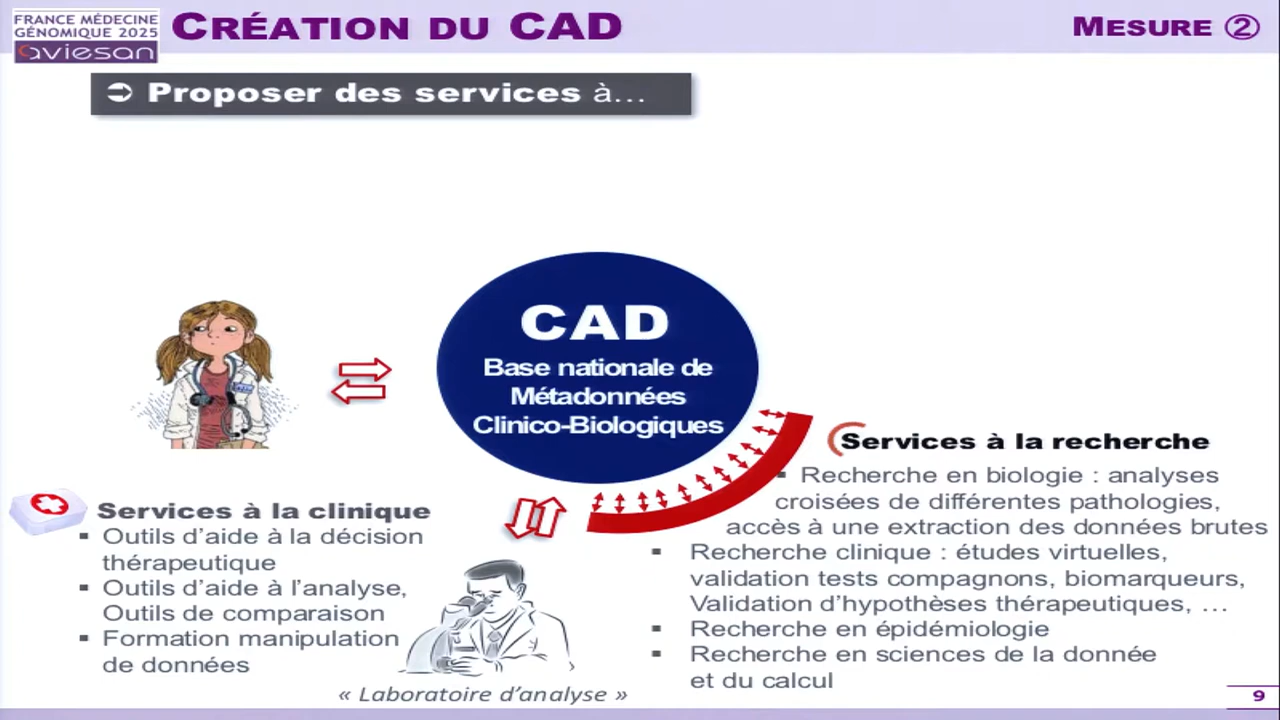 FRANCE MÉDECINE
GÉNOMIQUE 2025
aviesan
CRÉATION DU CAD
MESURE ②
➲ Proposer des services à…
CAD
Base nationale de
Métadonnées
Clinico-Biologiques
Services à la clinique
▪ Outils d’aide à la décision
thérapeutique
▪ Outils d’aide à l’analyse,
Outils de comparaison
▪ Formation manipulation
de données
« Laboratoire d’analyse »
Services à la recherche
▪ Recherche en biologie : analyses
croisées de différentes pathologies,
accès à une extraction des données brutes
▪ Recherche clinique : études virtuelles,
validation tests compagnons, biomarqueurs,
Validation d’hypothèses thérapeutiques, …
▪ Recherche en épidémiologie
▪ Recherche en sciences de la donnée
et du calcul
9